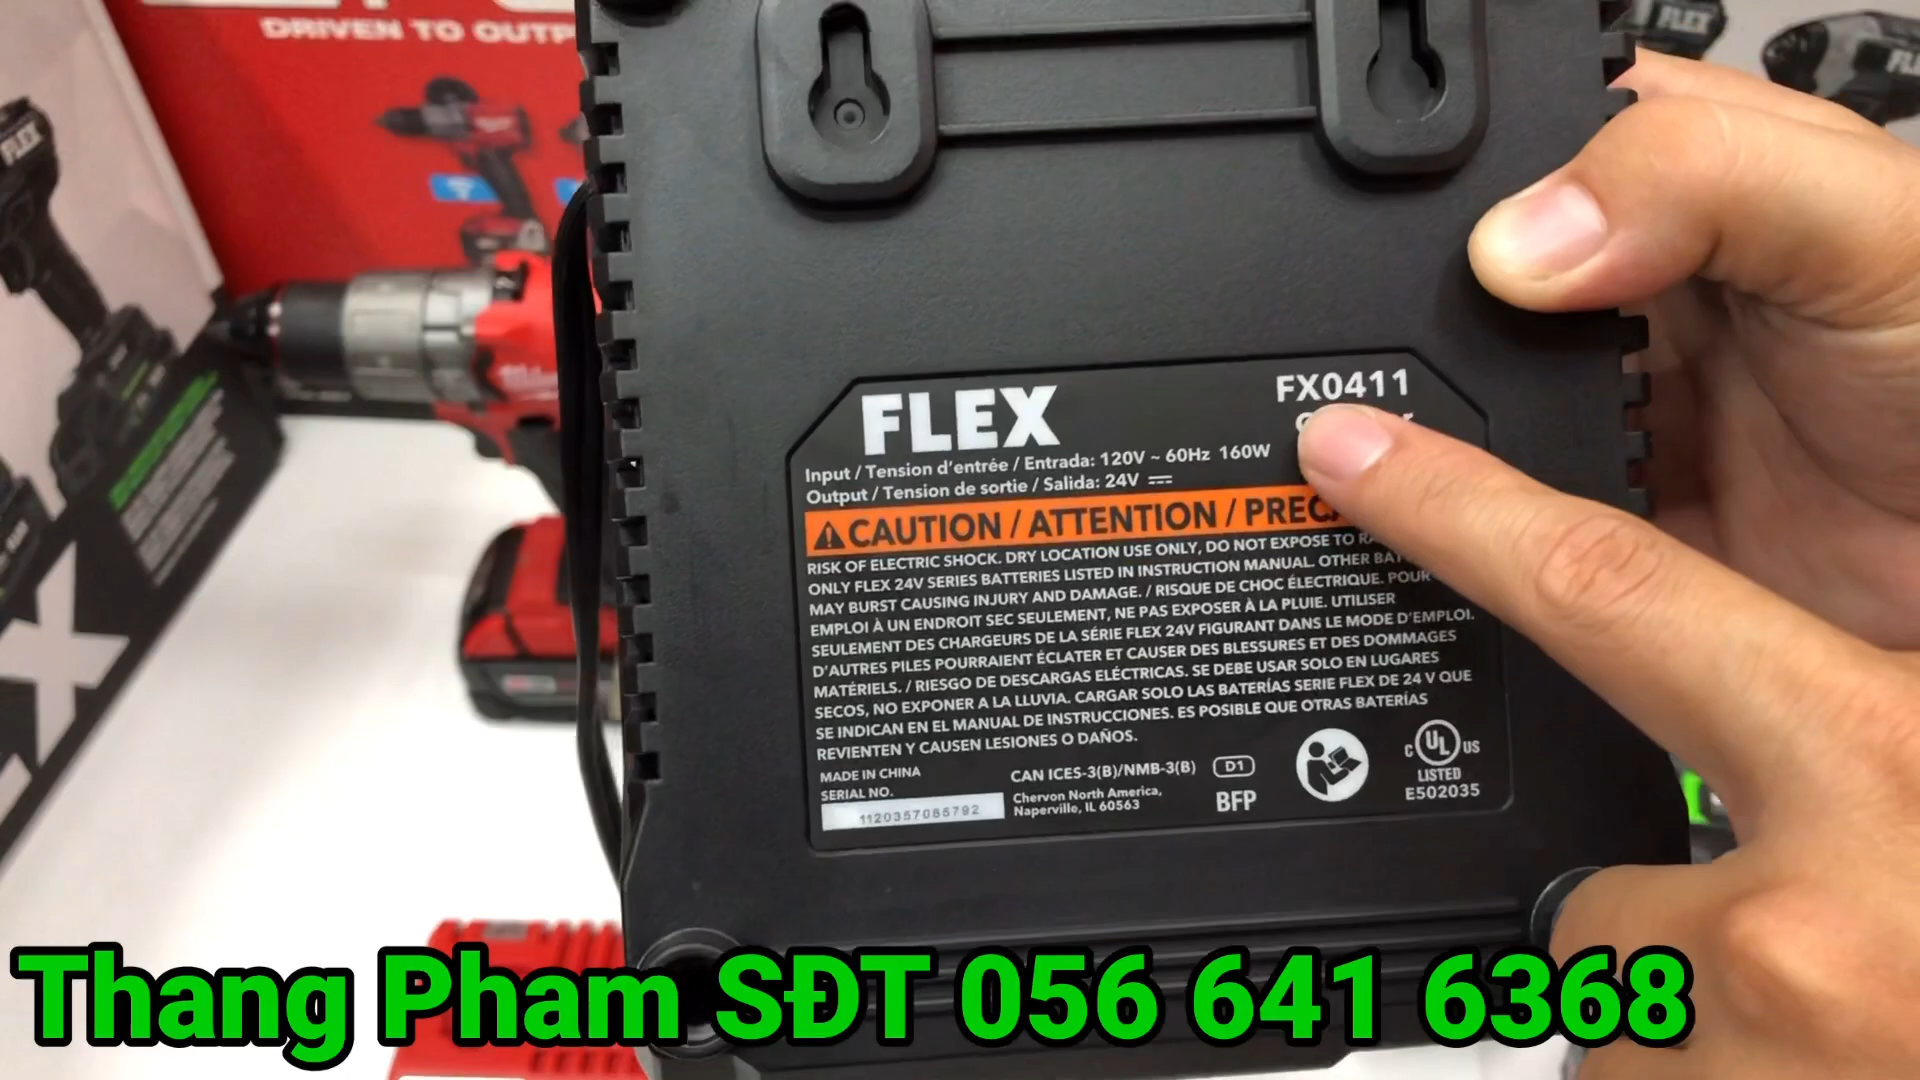 DRIVEN TO OUTP
FLEX
FLEX
FLEX
FX0411
Input / Tension d'entrée / Entrada: 120V ~ 60Hz 160W
Output / Tension de sortie / Salida: 24V ⎓
⚠ CAUTION / ATTENTION / PREC
RISK OF ELECTRIC SHOCK. DRY LOCATION USE ONLY, DO NOT EXPOSE TO
ONLY FLEX 24V SERIES BATTERIES LISTED IN INSTRUCTION MANUAL. OTHER BAT
MAY BURST CAUSING INJURY AND DAMAGE. / RISQUE DE CHOC ÉLECTRIQUE. POUR
EMPLOI À UN ENDROIT SEC SEULEMENT, NE PAS EXPOSER À LA PLUIE. UTILISER
SEULEMENT DES CHARGEURS DE LA SÉRIE FLEX 24V FIGURANT DANS LE MODE D'EMPLOI.
D'AUTRES PILES POURRAIENT ÉCLATER ET CAUSER DES BLESSURES ET DES DOMMAGES
MATÉRIELS. / RIESGO DE DESCARGAS ELÉCTRICAS. SE DEBE USAR SOLO EN LUGARES
SECOS, NO EXPONER A LA LLUVIA. CARGAR SOLO LAS BATERÍAS SERIE FLEX DE 24 V QUE
SE INDICAN EN EL MANUAL DE INSTRUCCIONES. ES POSIBLE QUE OTRAS BATERÍAS
REVIENTEN Y CAUSEN LESIONES O DAÑOS.
MADE IN CHINA
SERIAL NO.
1120357085792
CAN ICES-3(B)/NMB-3(B)
Chervon North America,
Naperville, IL 60563
D1
BFP
C UL US
LISTED
E502035
Thang Pham SĐT 056 641 6368